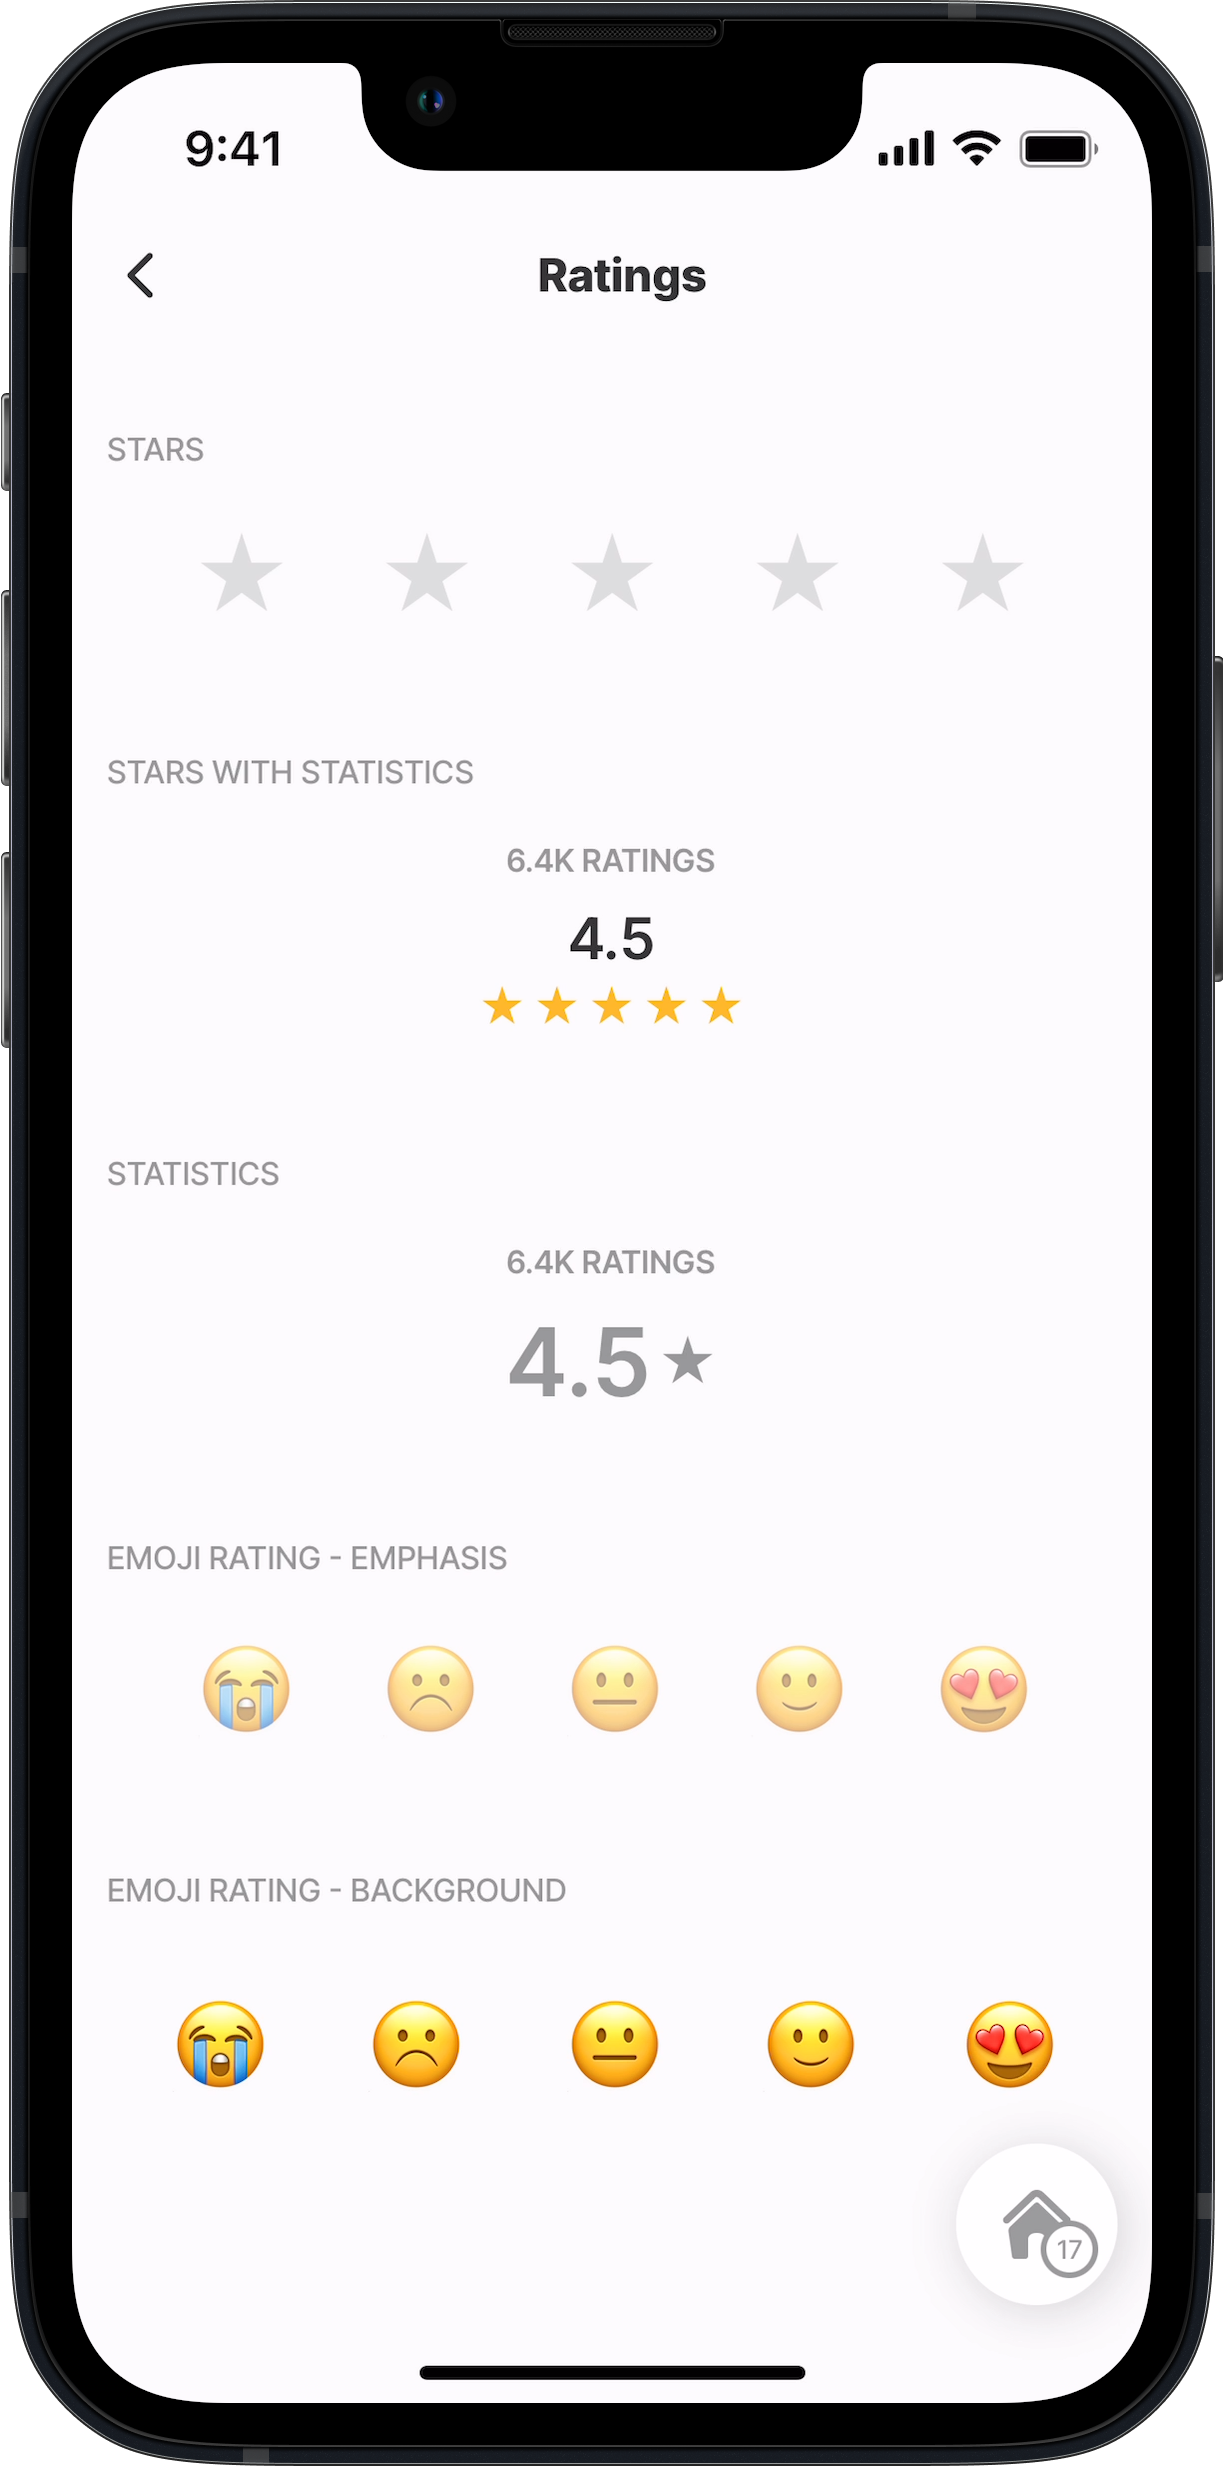 9:41
Ratings
STARS
STARS WITH STATISTICS
6.4K RATINGS
4.5
STATISTICS
6.4K RATINGS
4.5
EMOJI RATING - EMPHASIS
EMOJI RATING - BACKGROUND
17